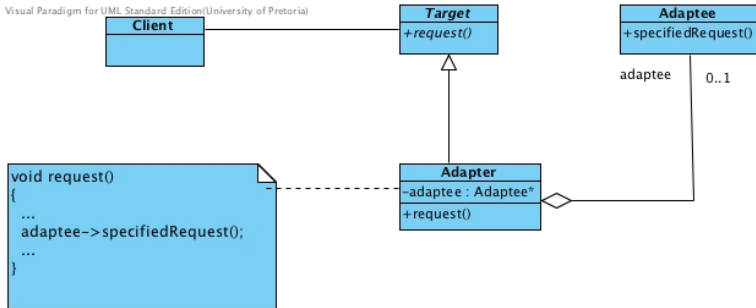 Visual Paradigm for UML Standard Edition(University of Pretoria)
Client
Target
+request()
Adaptee
+specifiedRequest()
adaptee
0..1
Adapter
-adaptee : Adaptee*
+request()
void request()
{
...
adaptee->specifiedRequest();
...
}